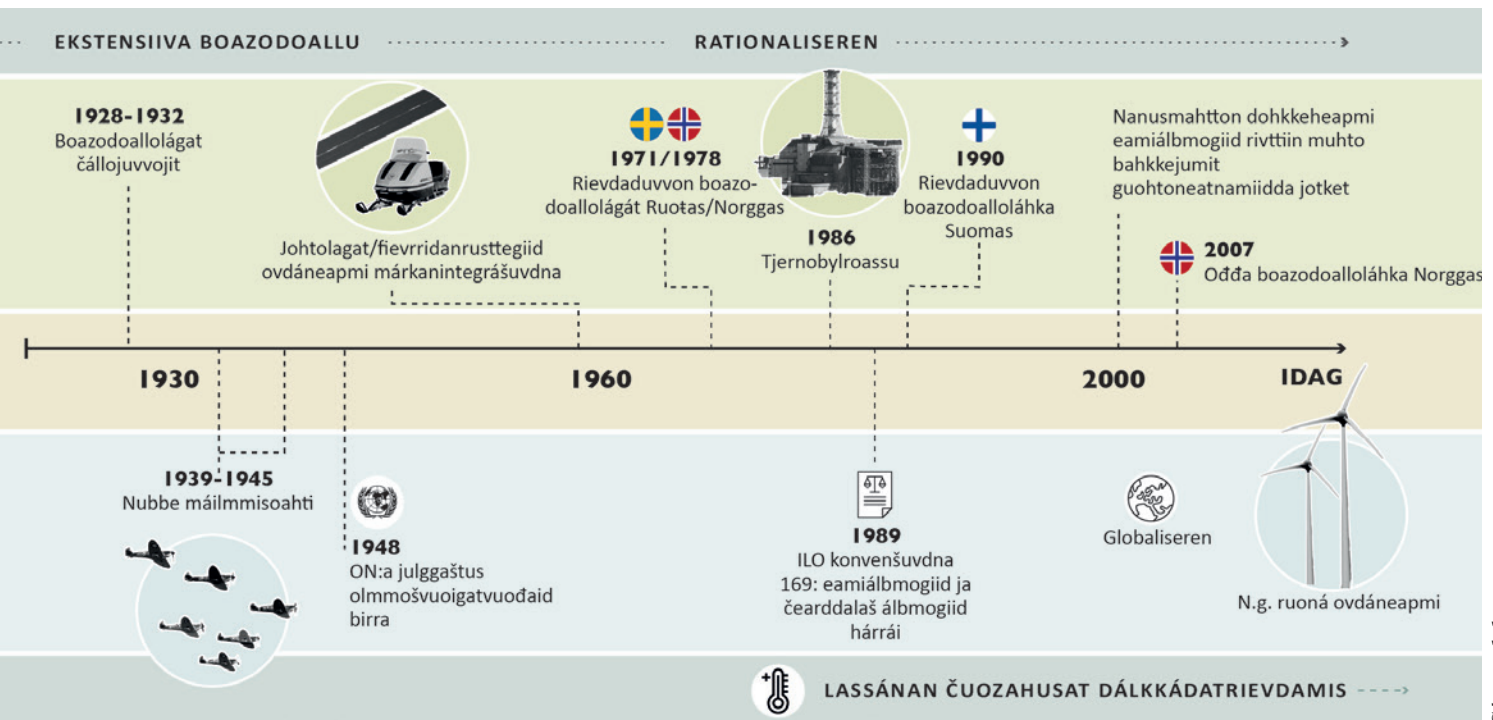 EKSTENSIIVA BOAZODOALLU
RATIONALISEREN
1928-1932
Boazodoallolágat
čállojuvvojit
Johtolagat/fievrridanrusttegiid
ovdáneapmi márkanintegrášuvdna
1971/1978
Rievdaduvvon boazo-
doallolágát Ruoŧas/Norggas
1986
Tjernobylroassu
1990
Rievdaduvvon
boazodoalloláhka
Suomas
Nanusmahtton dohkkeheapmi
eamiálbmogiid rivttiin muhto
bahkkejumit
guohtoneatnamiidda jotket
2007
Ođđa boazodoalloláhka Norggas
1930
1960
2000
IDAG
1939-1945
Nubbe máilmmisoahti
1948
ON:a julggaštus
olmmošvuoigatvuođaid
birra
1989
ILO konvenšuvdna
169: eamiálbmogiid ja
čearddalaš álbmogiid
hárrái
Globaliseren
N.g. ruoná ovdáneapmi
LASSÁNAN ČUOZAHUSAT DÁLKKÁDATRIEVDAMIS